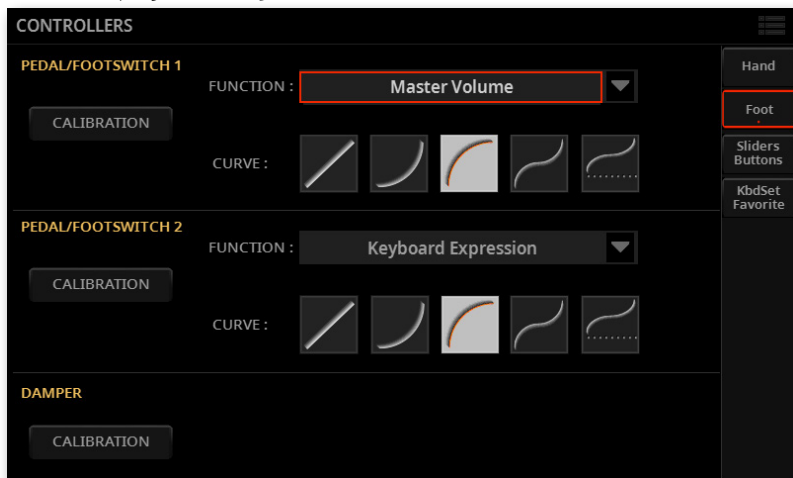 CONTROLLERS
PEDAL/FOOTSWITCH 1
FUNCTION :
Master Volume
CALIBRATION
CURVE :
PEDAL/FOOTSWITCH 2
FUNCTION :
Keyboard Expression
CALIBRATION
CURVE :
DAMPER
CALIBRATION
Hand
Foot
Sliders
Buttons
KbdSet
Favorite